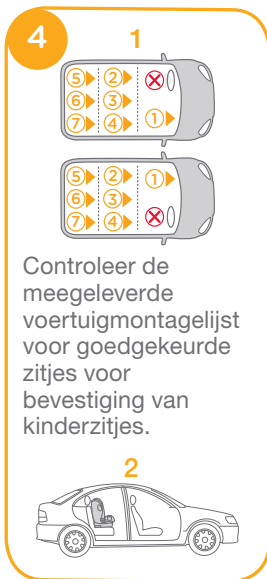 4
1
5 2
6 3
7 4 1
5 2 1
6 3
7 4
Controleer de
meegeleverde
voertuigmontagelijst
voor goedgekeurde
zitjes voor
bevestiging van
kinderzitjes.
2